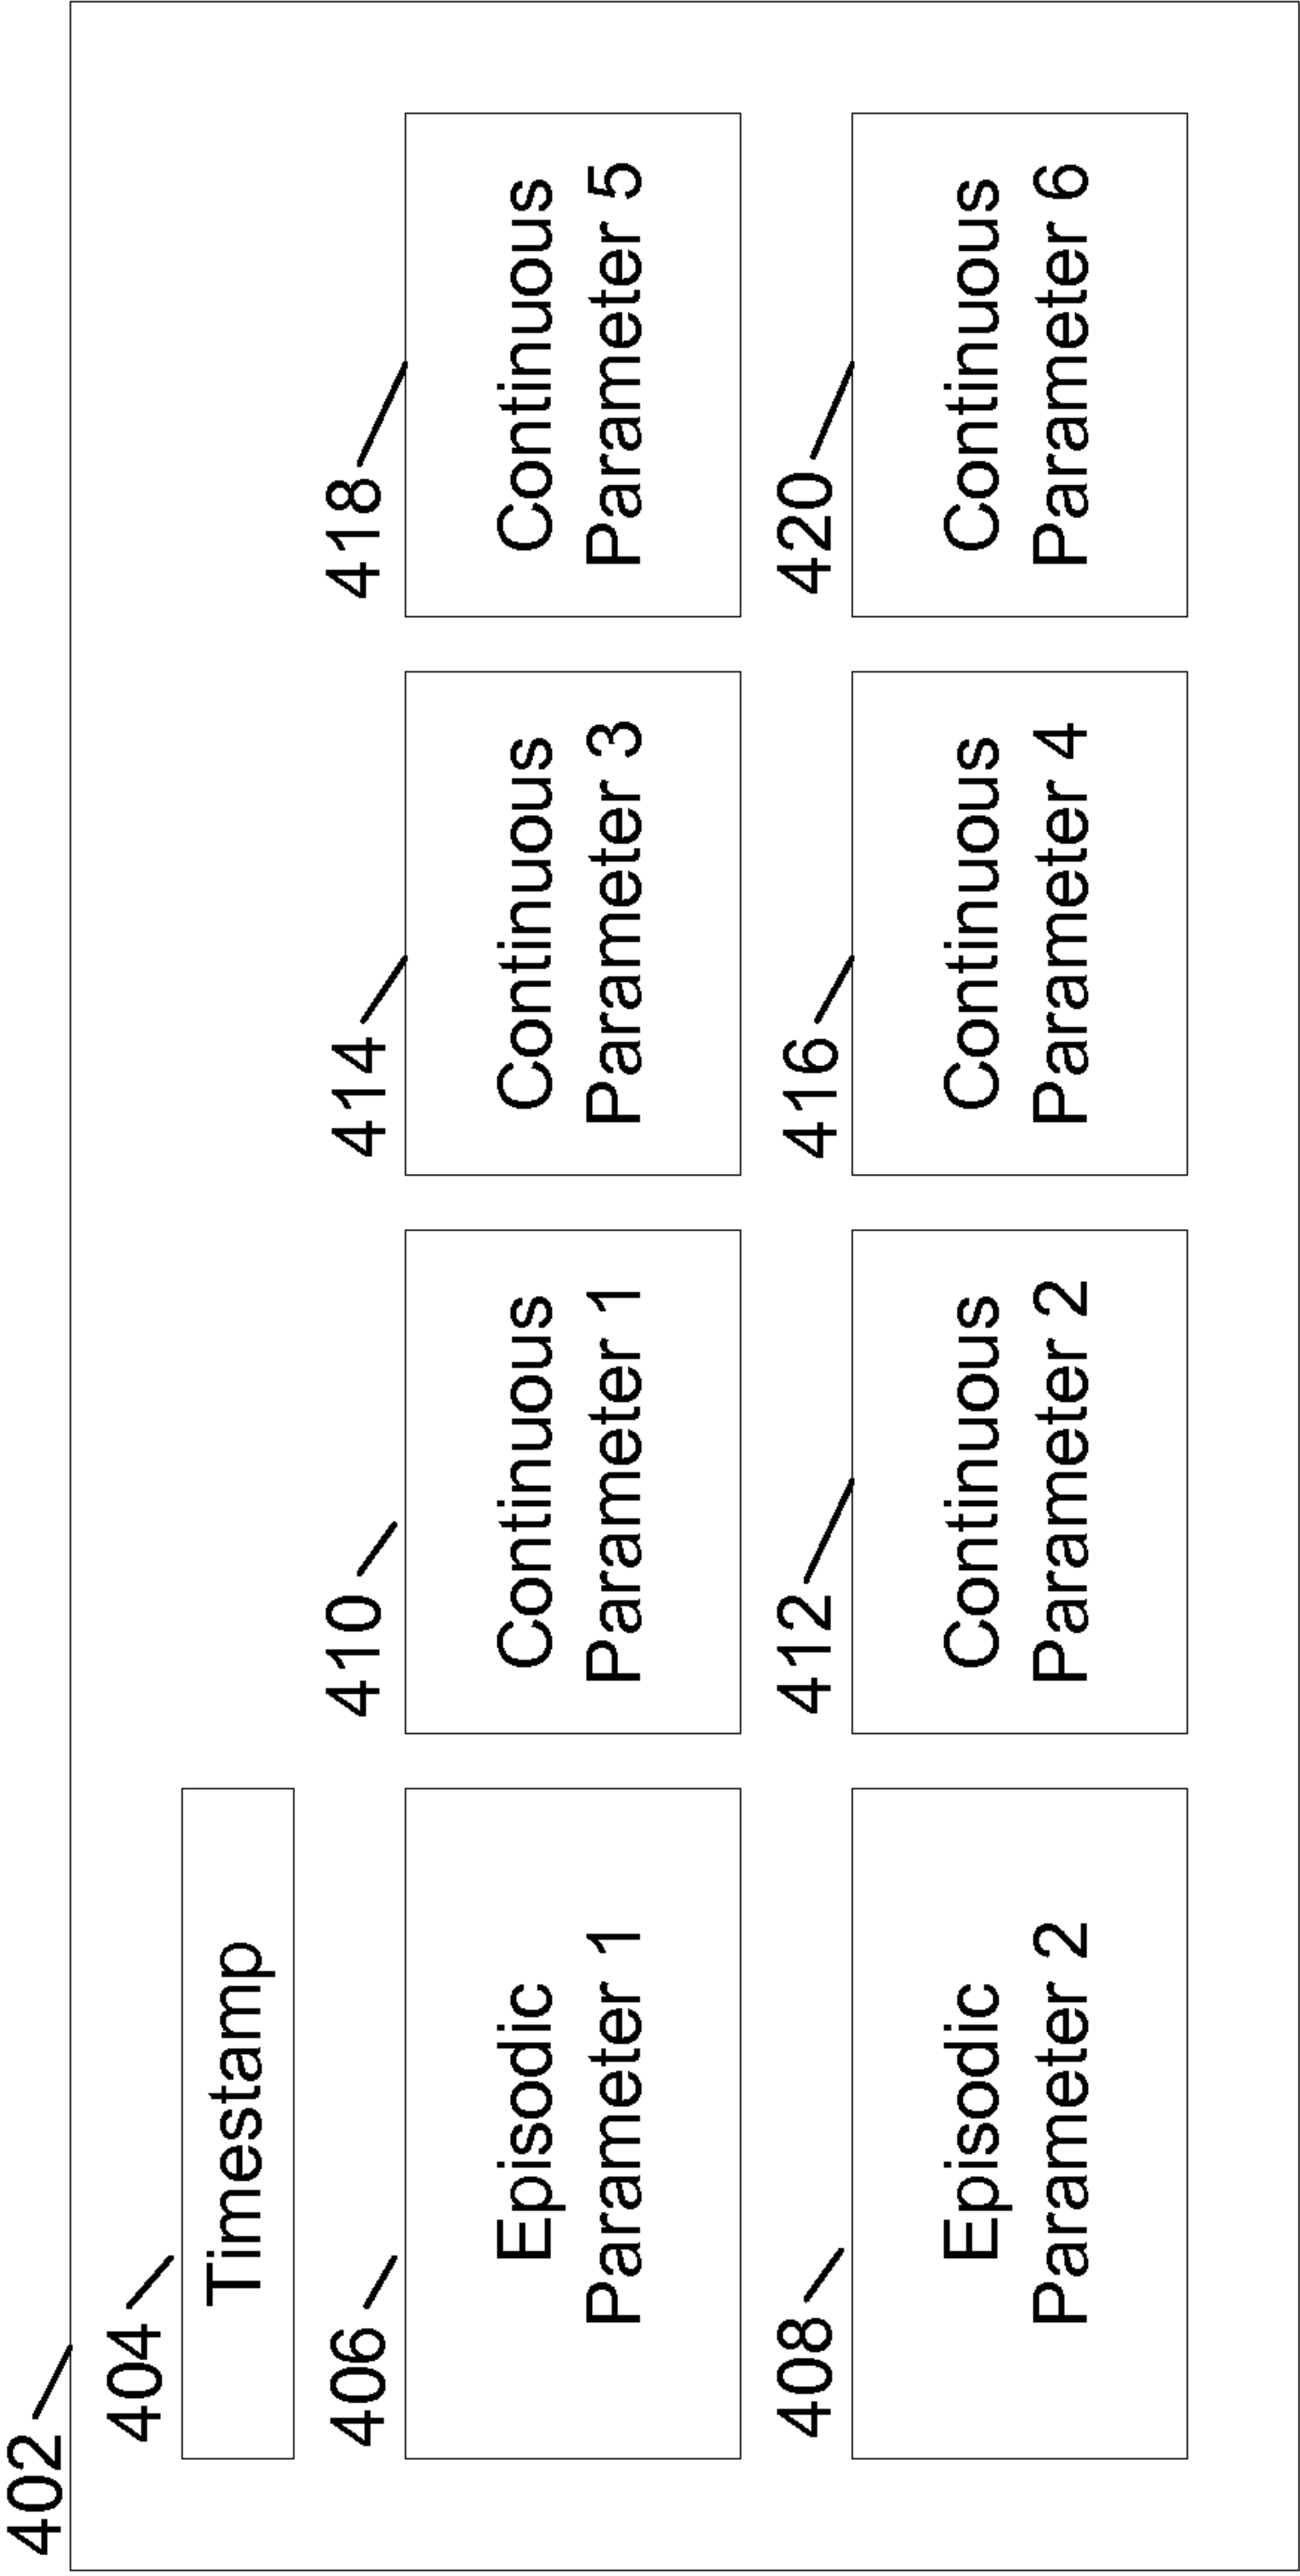 402
404
Timestamp
406
Episodic
Parameter 1
410
Continuous
Parameter 1
414
Continuous
Parameter 3
418
Continuous
Parameter 5
408
Episodic
Parameter 2
412
Continuous
Parameter 2
416
Continuous
Parameter 4
420
Continuous
Parameter 6